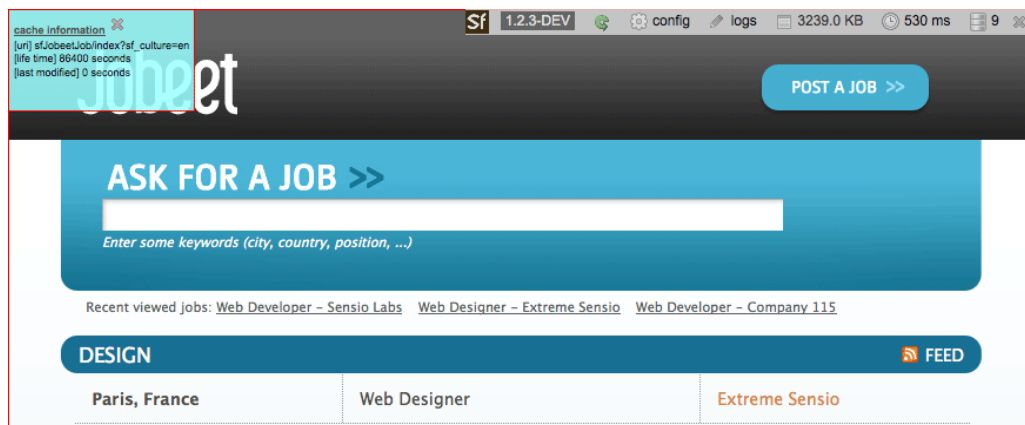 cache information
[uri] sfJobeetJob/index?sf_culture=en
[life time] 86400 seconds
[last modified] 0 seconds
Sf 1.2.3-DEV config logs 3239.0 KB 530 ms 9
Jobeet
POST A JOB >>
ASK FOR A JOB >>
Enter some keywords (city, country, position, ...)
Recent viewed jobs: Web Developer – Sensio Labs Web Designer – Extreme Sensio Web Developer – Company 115
DESIGN FEED
Paris, France Web Designer Extreme Sensio